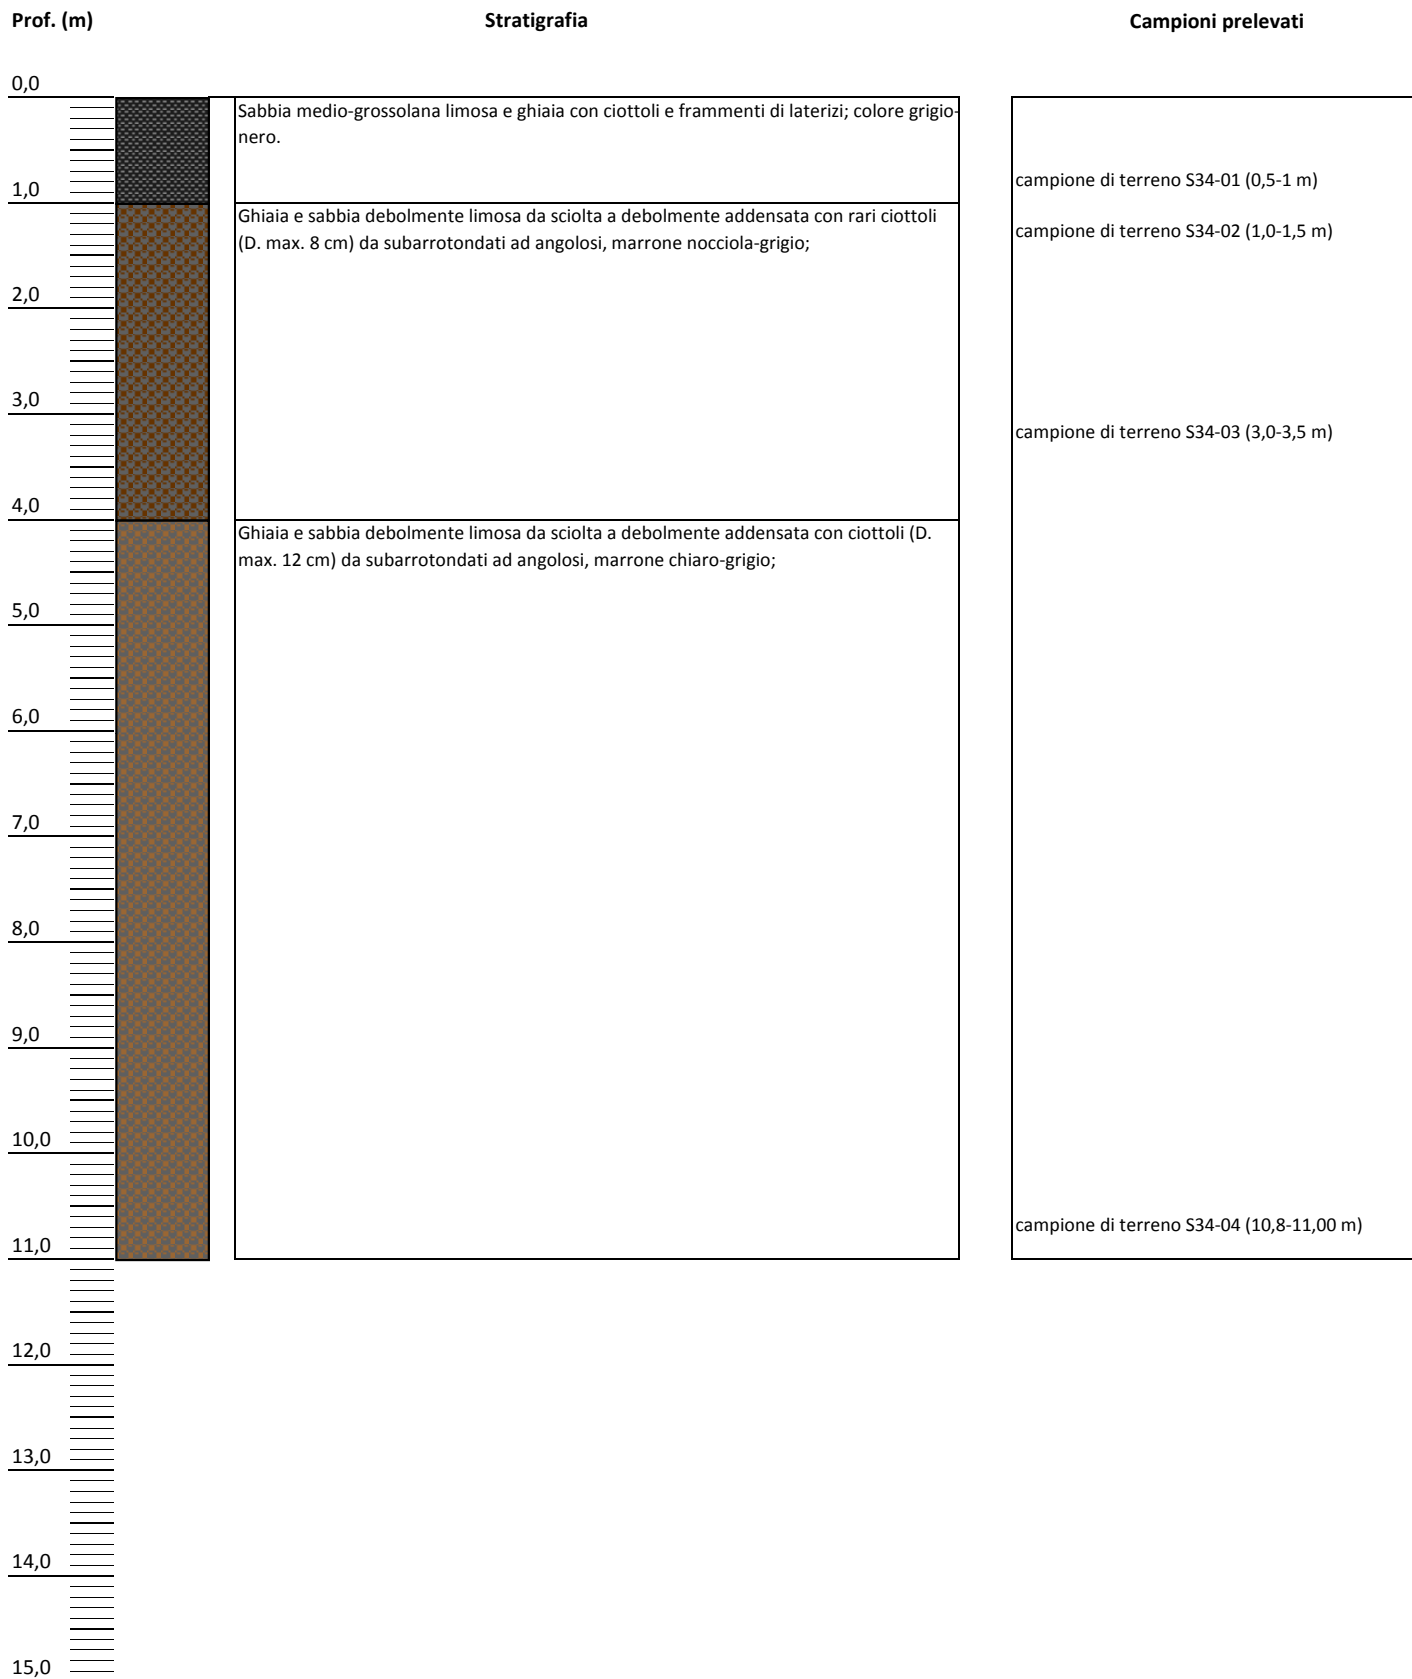 Prof. (m) Stratigrafia Campioni prelevati
0,0
Sabbia medio-grossolana limosa e ghiaia con ciottoli e frammenti di laterizi; colore grigio-
nero.
campione di terreno S34-01 (0,5-1 m)
1,0
Ghiaia e sabbia debolmente limosa da sciolta a debolmente addensata con rari ciottoli
(D. max. 8 cm) da subarrotondati ad angolosi, marrone nocciola-grigio;
campione di terreno S34-02 (1,0-1,5 m)
2,0
3,0
campione di terreno S34-03 (3,0-3,5 m)
4,0
Ghiaia e sabbia debolmente limosa da sciolta a debolmente addensata con ciottoli (D.
max. 12 cm) da subarrotondati ad angolosi, marrone chiaro-grigio;
5,0
6,0
7,0
8,0
9,0
10,0
campione di terreno S34-04 (10,8-11,00 m)
11,0
12,0
13,0
14,0
15,0